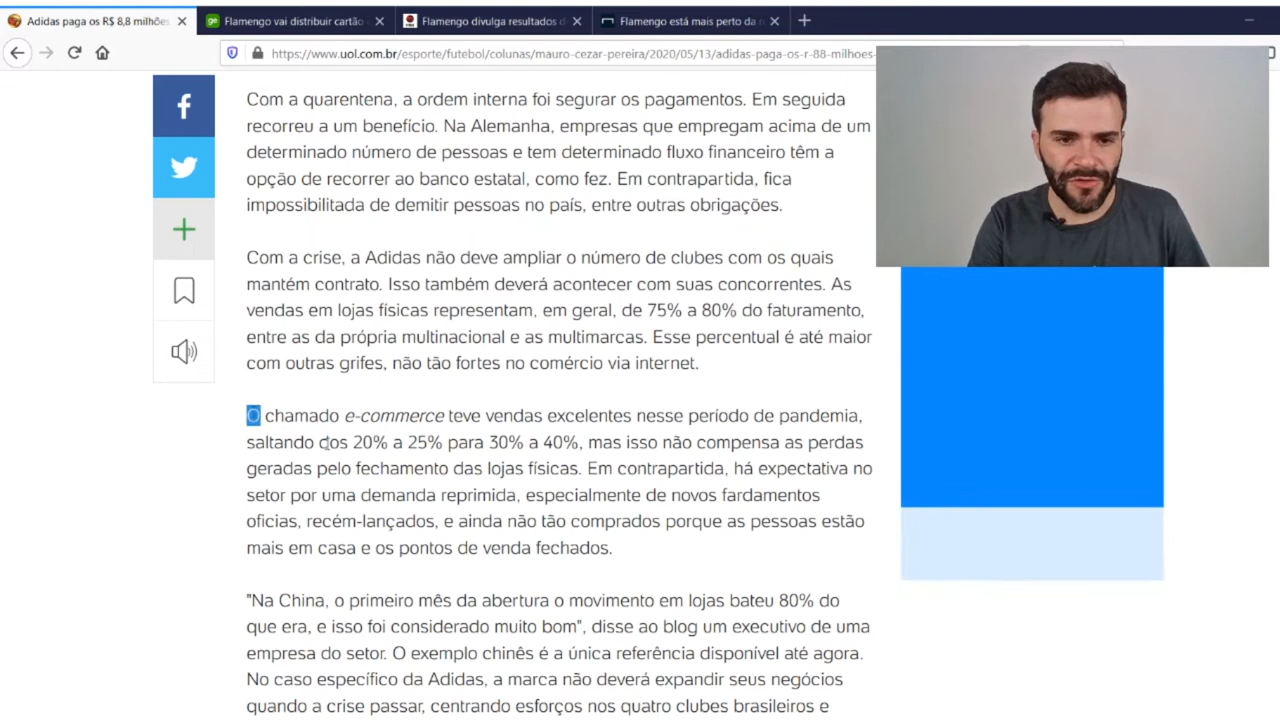 Adidas paga os R$ 8,8 milhões
Flamengo vai distribuir cartão
Flamengo divulga resultados d
Flamengo está mais perto da r
https://www.uol.com.br/esporte/futebol/colunas/mauro-cezar-pereira/2020/05/13/adidas-paga-os-r-88-milhoes-
Com a quarentena, a ordem interna foi segurar os pagamentos. Em seguida
recorreu a um benefício. Na Alemanha, empresas que empregam acima de um
determinado número de pessoas e tem determinado fluxo financeiro têm a
opção de recorrer ao banco estatal, como fez. Em contrapartida, fica
impossibilitada de demitir pessoas no país, entre outras obrigações.
Com a crise, a Adidas não deve ampliar o número de clubes com os quais
mantém contrato. Isso também deverá acontecer com suas concorrentes. As
vendas em lojas físicas representam, em geral, de 75% a 80% do faturamento,
entre as da própria multinacional e as multimarcas. Esse percentual é até maior
com outras grifes, não tão fortes no comércio via internet.
O chamado e-commerce teve vendas excelentes nesse período de pandemia,
saltando dos 20% a 25% para 30% a 40%, mas isso não compensa as perdas
geradas pelo fechamento das lojas físicas. Em contrapartida, há expectativa no
setor por uma demanda reprimida, especialmente de novos fardamentos
oficias, recém-lançados, e ainda não tão comprados porque as pessoas estão
mais em casa e os pontos de venda fechados.
"Na China, o primeiro mês da abertura o movimento em lojas bateu 80% do
que era, e isso foi considerado muito bom", disse ao blog um executivo de uma
empresa do setor. O exemplo chinês é a única referência disponível até agora.
No caso específico da Adidas, a marca não deverá expandir seus negócios
quando a crise passar, centrando esforços nos quatro clubes brasileiros e